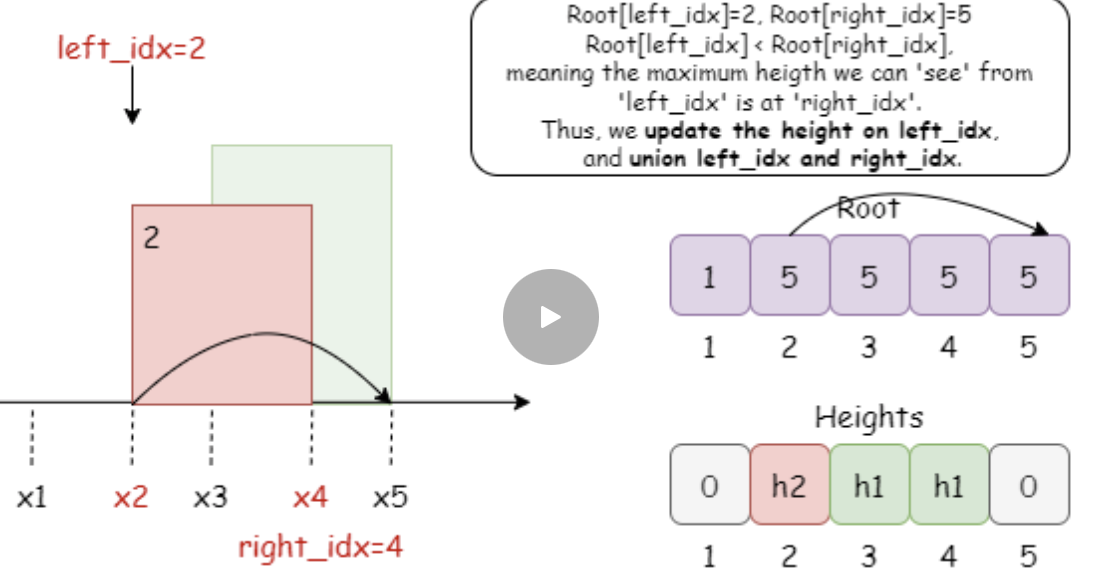 Root[left_idx]=2, Root[right_idx]=5
Root[left_idx] < Root[right_idx],
meaning the maximum heigth we can 'see' from
'left_idx' is at 'right_idx'.
Thus, we update the height on left_idx,
and union left_idx and right_idx.
left_idx=2
2
x1 x2 x3 x4 x5
right_idx=4
Root
1 5 5 5 5
1 2 3 4 5
Heights
0 h2 h1 h1 0
1 2 3 4 5